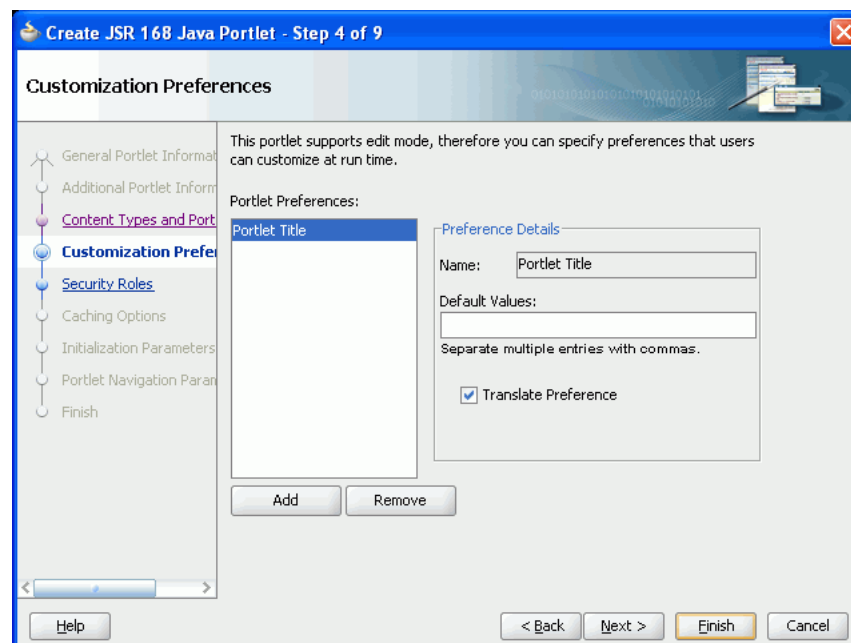 Create JSR 168 Java Portlet - Step 4 of 9
Customization Preferences
This portlet supports edit mode, therefore you can specify preferences that users
can customize at run time.
General Portlet Informat
Additional Portlet Inform
Content Types and Port
Customization Prefe
Security Roles
Caching Options
Initialization Parameters
Portlet Navigation Param
Finish
Portlet Preferences:
Portlet Title
Preference Details
Name: Portlet Title
Default Values:
Separate multiple entries with commas.
Translate Preference
Add Remove
Help < Back Next > Finish Cancel